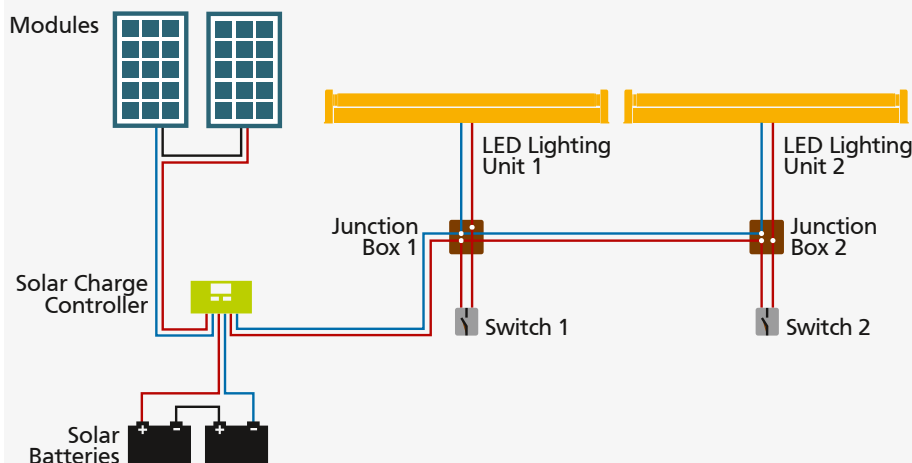 Modules
LED Lighting
Unit 1
LED Lighting
Unit 2
Junction
Box 1
Junction
Box 2
Solar Charge
Controller
Switch 1
Switch 2
+ - + -
Solar
Batteries